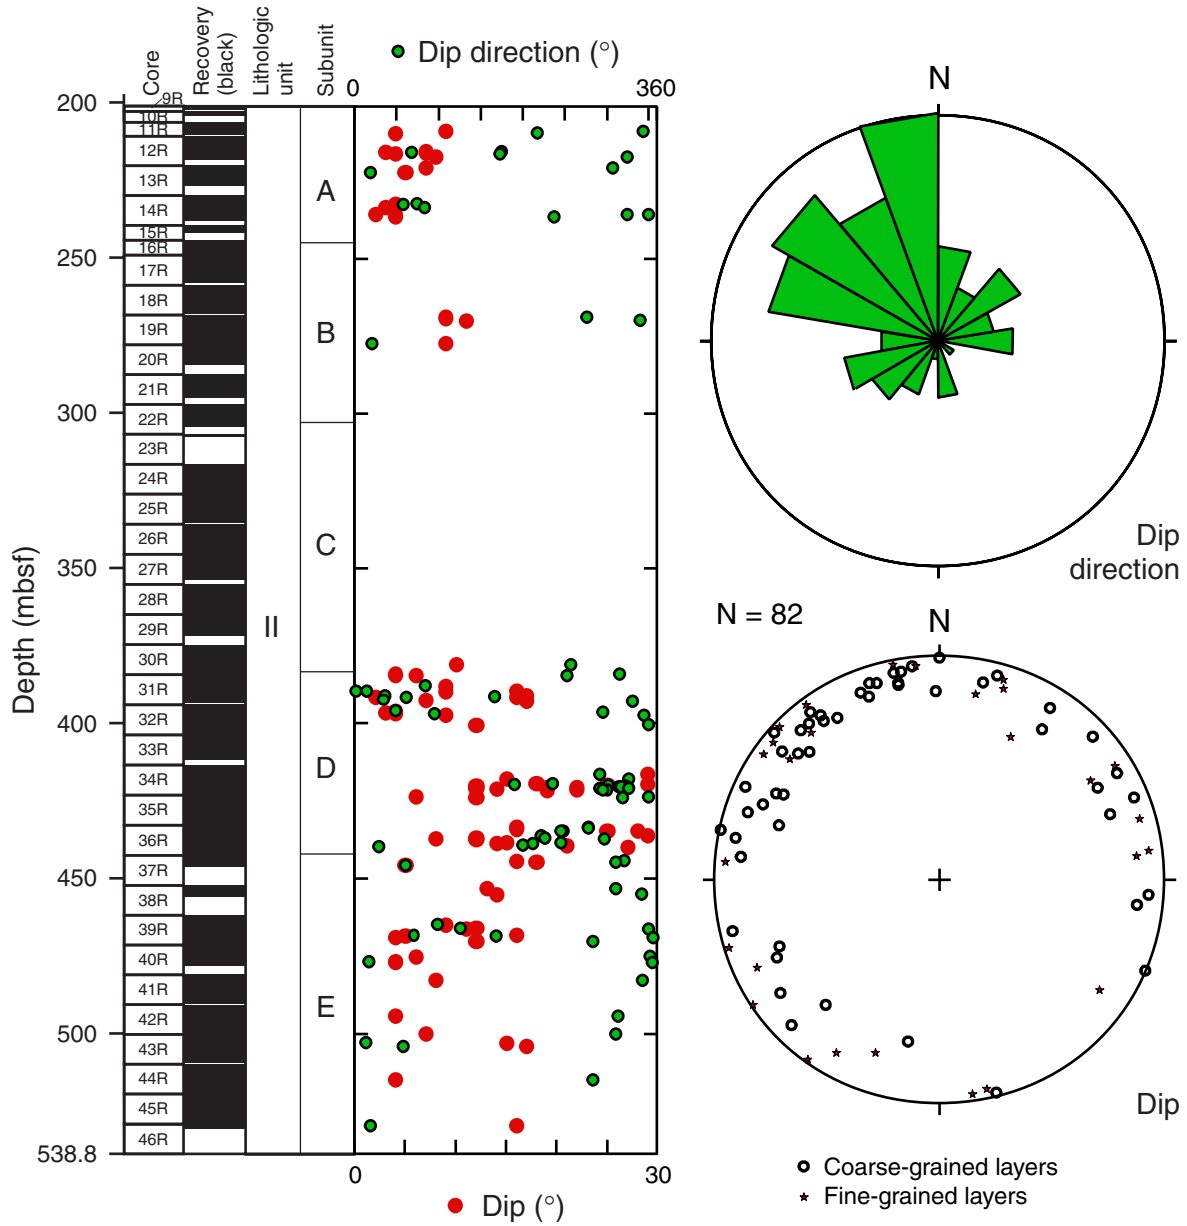 Dip direction (°)
Core
Recovery
(black)
Lithologic
unit
Subunit
0
360
N
9R
200
10R
11R
12R
13R
A
14R
15R
16R
250
17R
18R
19R
B
20R
21R
300
22R
23R
24R
25R
26R
C
Dip
direction
27R
350
28R
N = 82
N
29R
II
30R
31R
Depth (mbsf)
400
32R
33R
34R
D
35R
36R
37R
450
38R
39R
40R
41R
E
42R
500
43R
44R
45R
Dip
46R
538.8
0
30
Coarse-grained layers
Fine-grained layers
Dip (°)